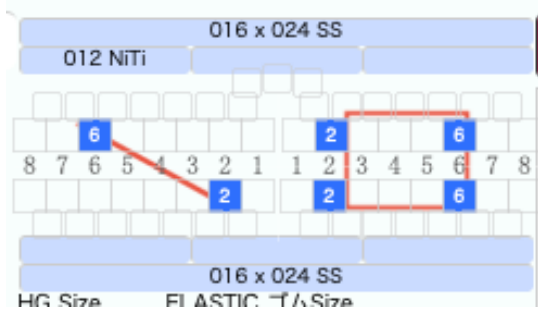 016 x 024 SS
012 NiTi
6 2 6
8 7 6 5 4 3 2 1 1 2 3 4 5 6 7 8
2 2 6
016 x 024 SS
HG Size ELASTIC ゴムSize